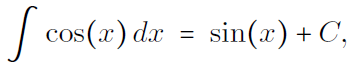 ∫ cos(x) dx = sin(x) + C,